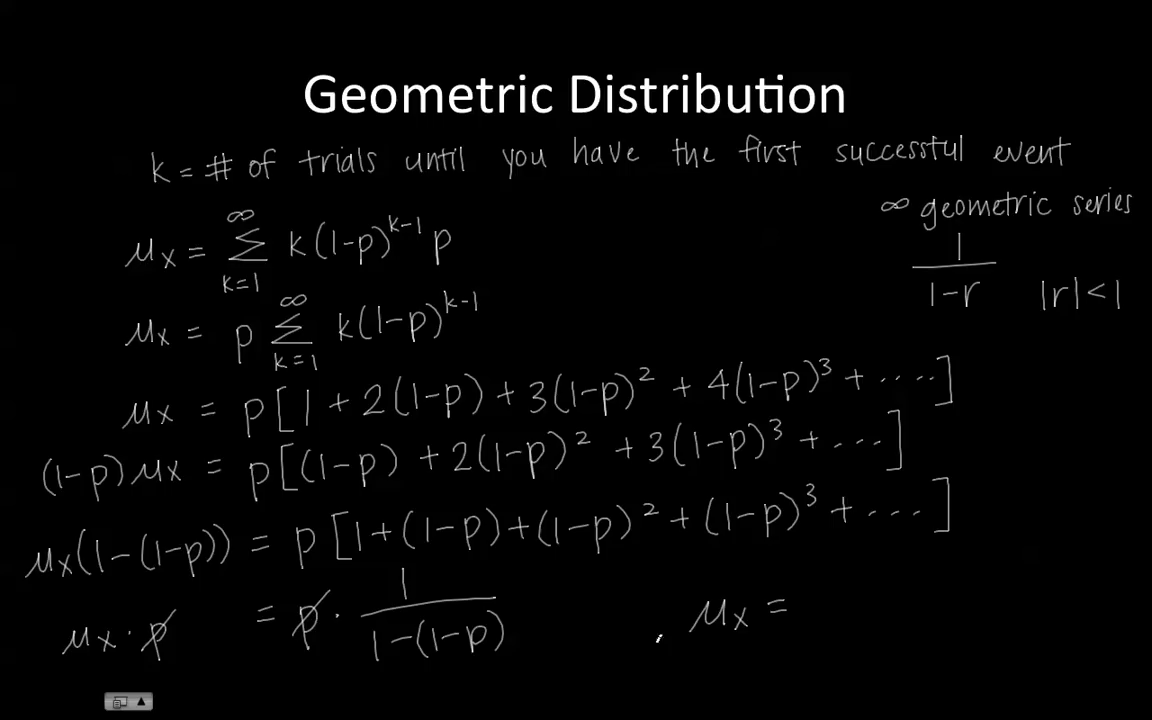 Geometric Distribution
k = # of trials until you have the first successful event
∞ geometric series
μx = ∞ Σ k=1 k(1-p)^k-1 p
1/1-r |r|<1
μx = p ∞ Σ k=1 k(1-p)^k-1
μx = p[1 + 2(1-p) + 3(1-p)² + 4(1-p)³ + .....]
(1-p)μx = p[(1-p) + 2(1-p)² + 3(1-p)³ + ....]
μx(1-(1-p)) = p[1+(1-p)+(1-p)²+(1-p)³+....]
μx · p = p · 1/1-(1-p) μx =